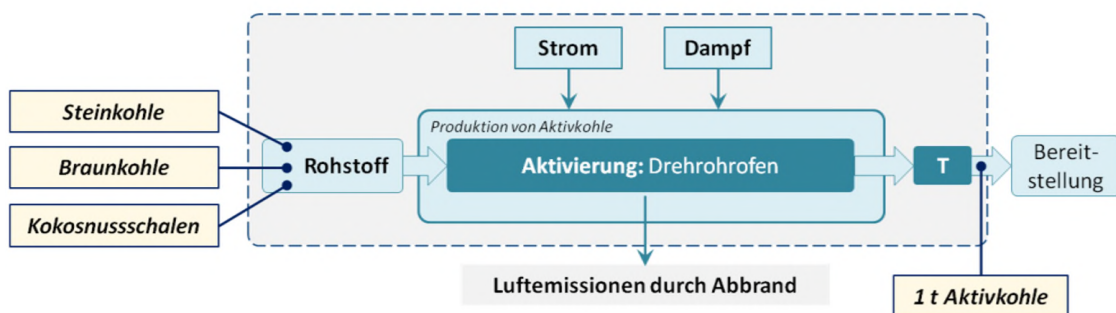 Strom
Dampf
Steinkohle
Braunkohle
Kokosnussschalen
Rohstoff
Produktion von Aktivkohle
Aktivierung: Drehrohrofen
T
Bereit-
stellung
Luftemissionen durch Abbrand
1 t Aktivkohle